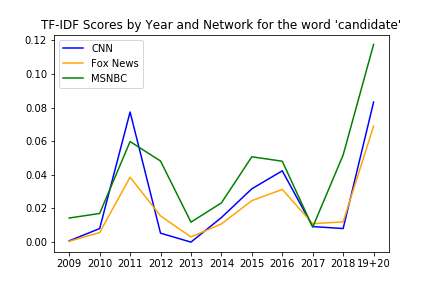 TF-IDF Scores by Year and Network for the word 'candidate'
CNN
Fox News
MSNBC
0.12
0.10
0.08
0.06
0.04
0.02
0.00
2009 2010 2011 2012 2013 2014 2015 2016 2017 2018 19+20